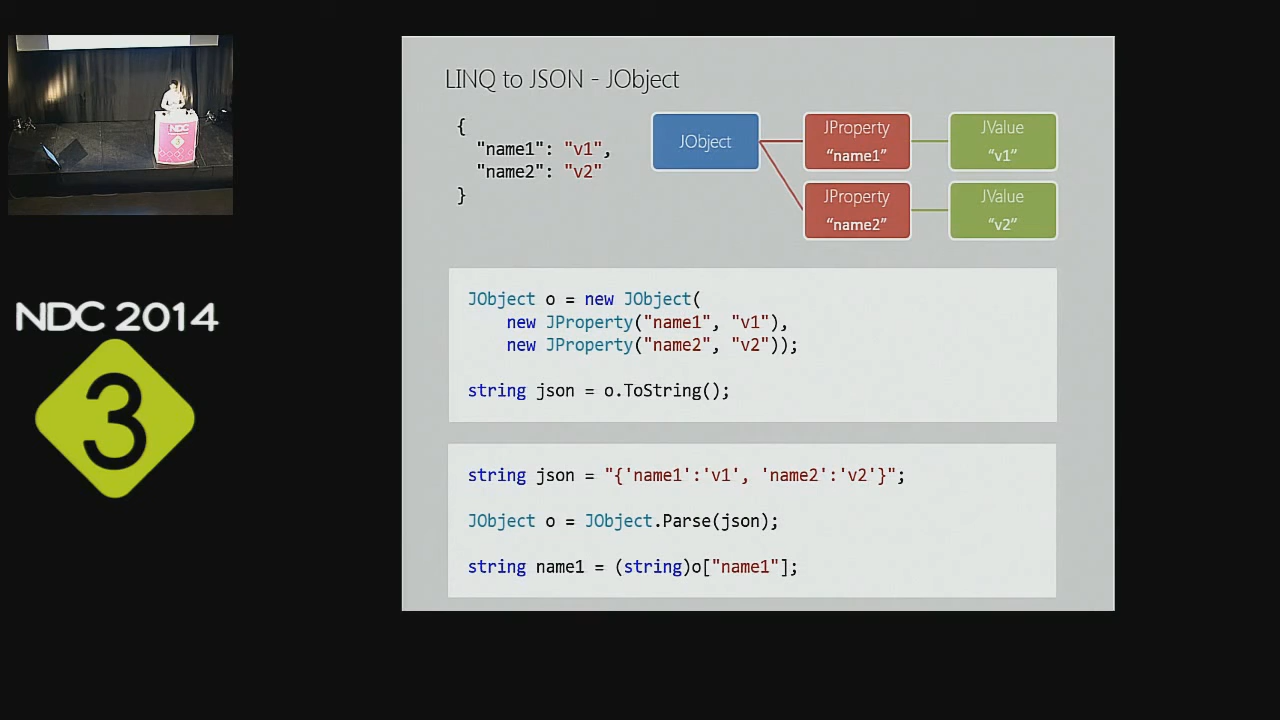 LINQ to JSON - JObject
{
"name1": "v1",
"name2": "v2"
}
JObject
JProperty
“name1”
JValue
“v1”
JProperty
“name2”
JValue
“v2”
JObject o = new JObject(
new JProperty("name1", "v1"),
new JProperty("name2", "v2"));
string json = o.ToString();
string json = "{'name1':'v1', 'name2':'v2'}";
JObject o = JObject.Parse(json);
string name1 = (string)o["name1"];
NDC
3
NDC 2014
3